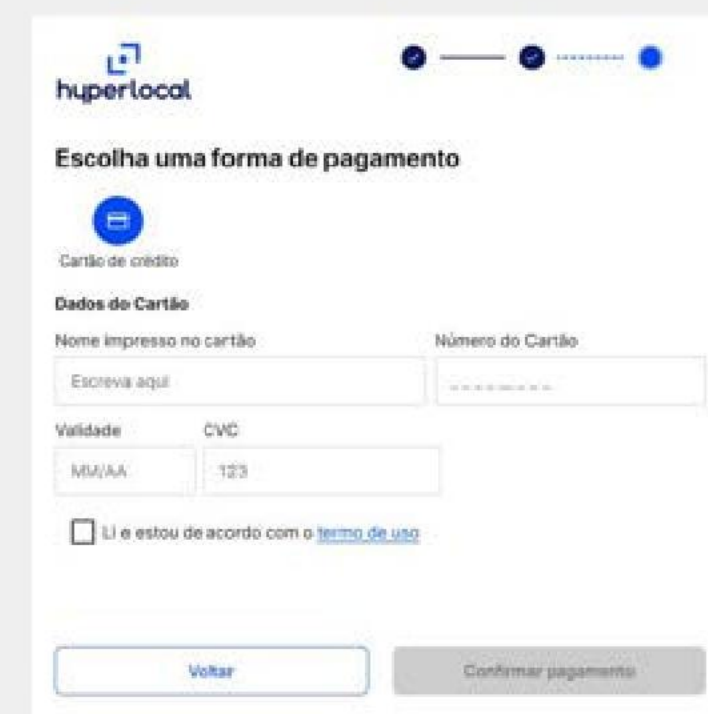 hyperlocal
Escolha uma forma de pagamento
Cartão de crédito
Dados do Cartão
Nome impresso no cartão
Número do Cartão
Escreva aqui
Validade
CVC
MM/AA
123
Li e estou de acordo com o termo de uso
Voltar
Confirmar pagamento